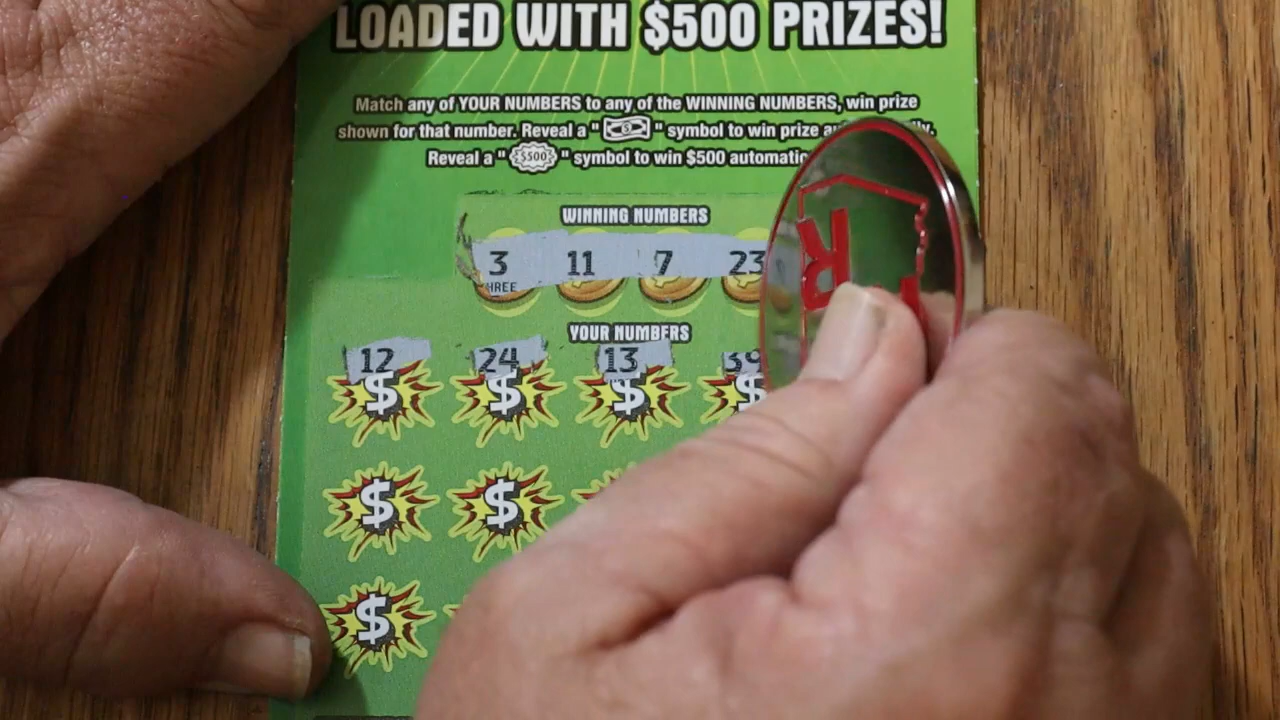 LOADED WITH $500 PRIZES!
Match any of YOUR NUMBERS to any of the WINNING NUMBERS, win prize
shown for that number. Reveal a " $ " symbol to win prize
Reveal a " $500 " symbol to win $500
WINNING NUMBERS
3 11 7 23
HREE
YOUR NUMBERS
12 24 13 39
$ $ $ $
$ $
$
R